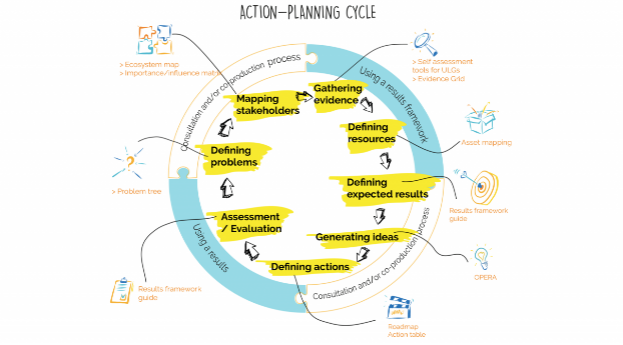 ACTION-PLANNING CYCLE
> Ecosystem map
> Importance/influence matrix
Consultation and/or co-production process
Using a results framework
> Self assessment
tools for ULGs
> Evidence Grid
Mapping
stakeholders
Gathering
evidence
Defining
resources
Asset mapping
Defining
problems
> Problem tree
Defining
expected results
Results framework
guide
Assessment
/ Evaluation
Generating ideas
Using a results
Defining actions
Consultation and/or co-production process
OPERA
Results framework
guide
Roadmap
Action table